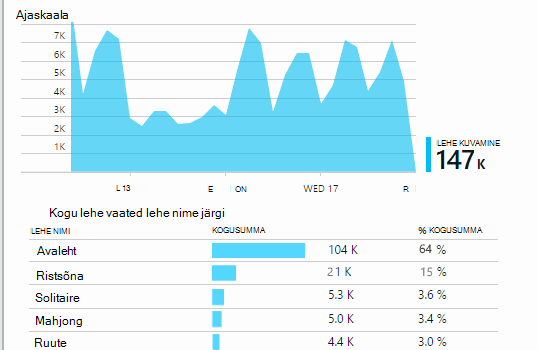 Ajaskaala
7K
6K
5K
4K
3K
2K
1K
LEHE KUVAMINE
147 K
L 13 E ON WED 17 R
Kogu lehe vaated lehe nime järgi
LEHE NIMI KOGUSUMMA % KOGUSUMMA
Avaleht 104 K 64 %
Ristsõna 21 K 15 %
Solitaire 5.3 K 3.6 %
Mahjong 5.0 K 3.4 %
Ruute 4.4 K 3.0 %